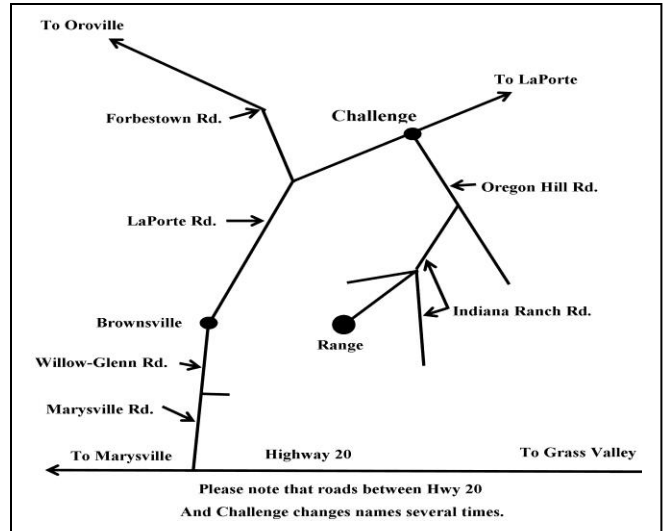 To Oroville
To LaPorte
Forbestown Rd.
Challenge
Oregon Hill Rd.
LaPorte Rd.
Brownsville
Indiana Ranch Rd.
Range
Willow-Glenn Rd.
Marysville Rd.
To Marysville
Highway 20
To Grass Valley
Please note that roads between Hwy 20
And Challenge changes names several times.